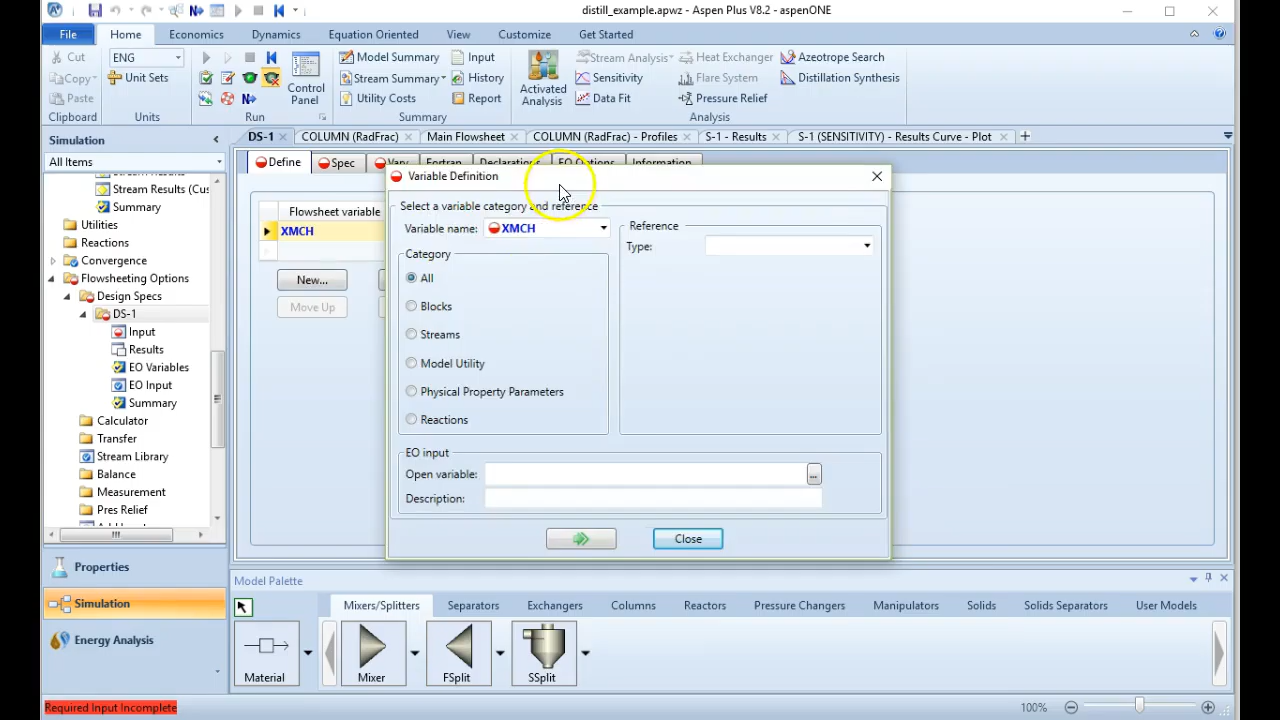 distill_example.apwz - Aspen Plus V8.2 - aspenONE
File Home Economics Dynamics Equation Oriented View Customize Get Started
Cut ENG Model Summary Input Stream Analysis Heat Exchanger Azeotrope Search
Copy Unit Sets Stream Summary History Sensitivity Flare System Distillation Synthesis
Paste Control Panel Utility Costs Report Activated Analysis Data Fit Pressure Relief
Clipboard Units Run Summary Analysis
Simulation DS-1 COLUMN (RadFrac) Main Flowsheet COLUMN (RadFrac) - Profiles S-1 - Results S-1 (SENSITIVITY) - Results Curve - Plot
All Items
Define Spec Vary Fortran Declarations EO Options Information
Stream Results (Cus
Summary
Utilities
Reactions
Convergence
Flowsheeting Options
Design Specs
DS-1
Input
Results
EO Variables
EO Input
Summary
Calculator
Transfer
Stream Library
Balance
Measurement
Pres Relief
Flowsheet variable
XMCH
New...
Move Up
Variable Definition
Select a variable category and reference
Variable name: XMCH
Category
All
Blocks
Streams
Model Utility
Physical Property Parameters
Reactions
Reference
Type:
EO input
Open variable:
...
Description:
Close
Properties
Simulation
Energy Analysis
Model Palette
Mixers/Splitters Separators Exchangers Columns Reactors Pressure Changers Manipulators Solids Solids Separators User Models
Material Mixer FSplit SSplit
Required Input Incomplete
100%